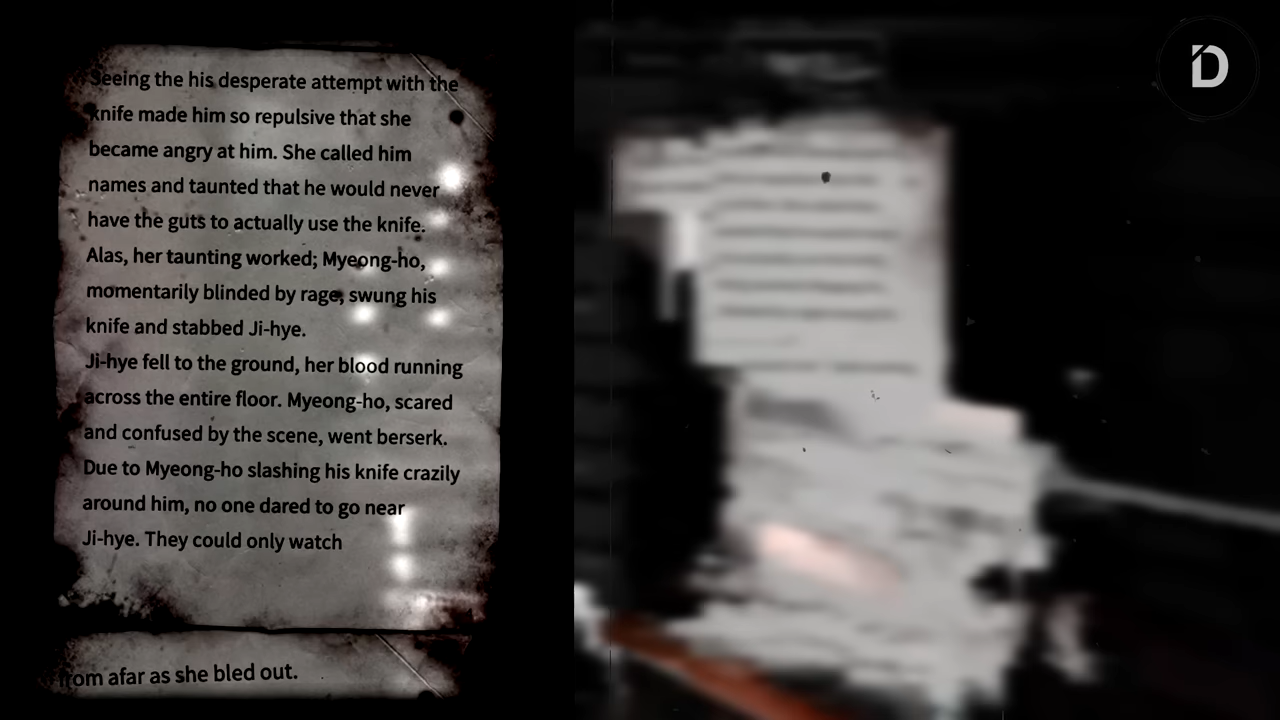 Seeing the his desperate attempt with the
knife made him so repulsive that she
became angry at him. She called him
names and taunted that he would never
have the guts to actually use the knife.
Alas, her taunting worked; Myeong-ho,
momentarily blinded by rage, swung his
knife and stabbed Ji-hye.
Ji-hye fell to the ground, her blood running
across the entire floor. Myeong-ho, scared
and confused by the scene, went berserk.
Due to Myeong-ho slashing his knife crazily
around him, no one dared to go near
Ji-hye. They could only watch
from afar as she bled out.
D